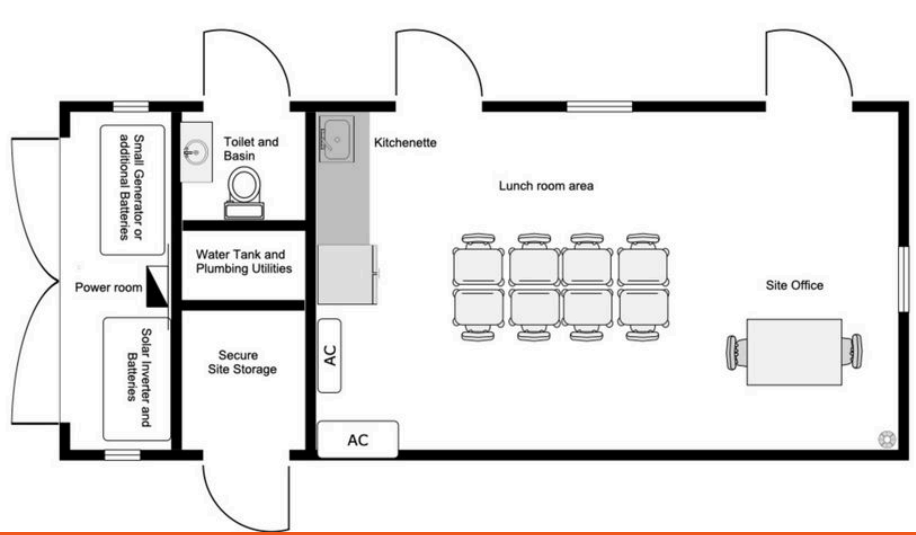 Small Generator or
additional Batteries
Toilet and
Basin
Kitchenette
Lunch room area
Water Tank and
Plumbing Utilities
Power room
Site Office
Solar Inverter and
Batteries
Secure
Site Storage
AC
AC